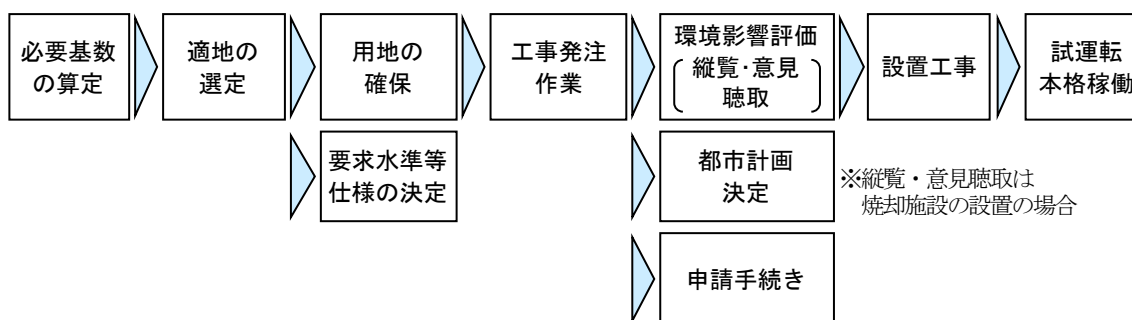 必要基数
の算定
適地の
選定
用地の
確保
工事発注
作業
環境影響評価
縦覧・意見
聴取
設置工事
試運転
本格稼働
要求水準等
仕様の決定
都市計画
決定
※縦覧・意見聴取は
焼却施設の設置の場合
申請手続き